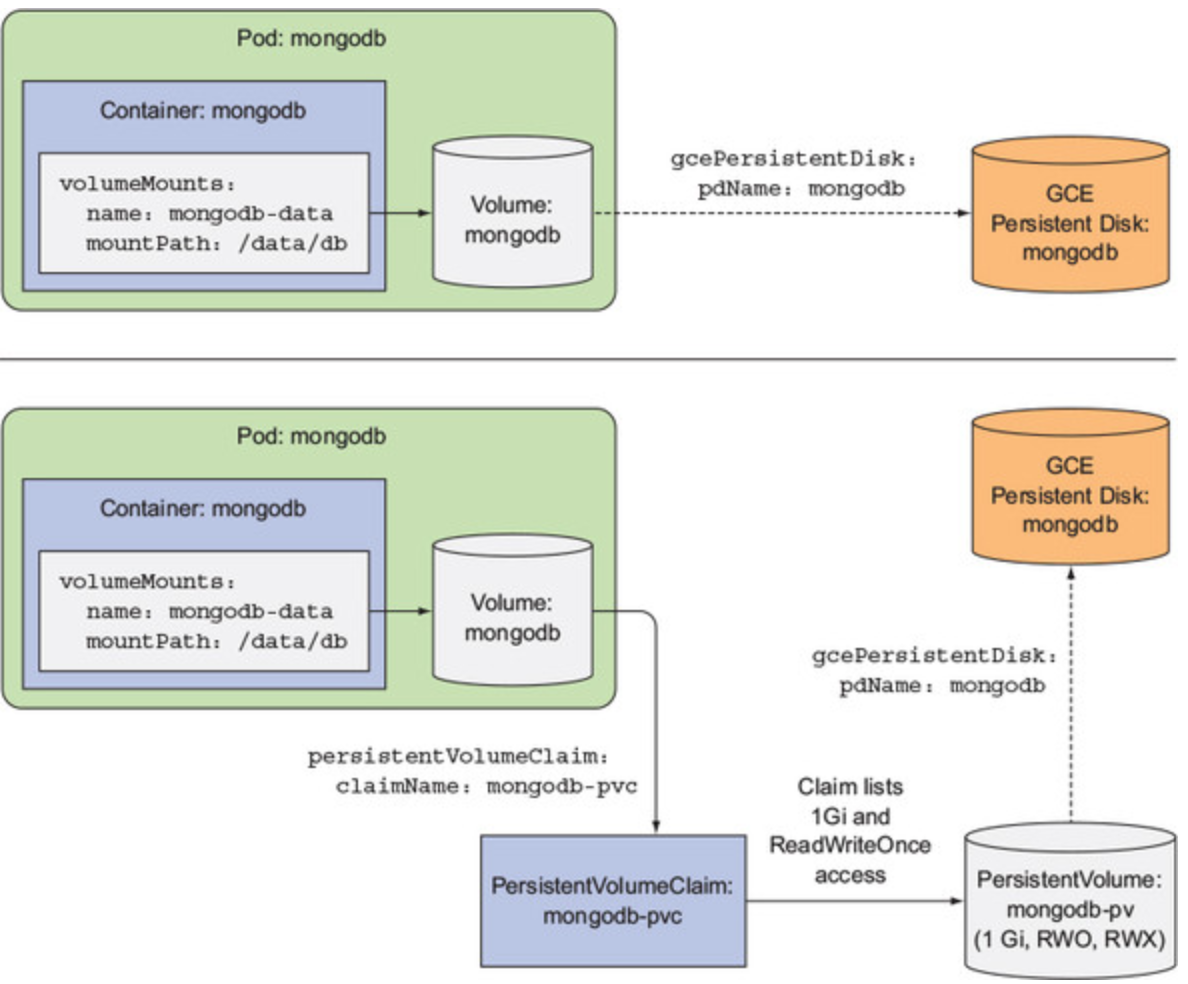 Pod: mongodb
Container: mongodb
volumeMounts:
name: mongodb-data
mountPath: /data/db
Volume:
mongodb
gcePersistentDisk:
pdName: mongodb
GCE
Persistent Disk:
mongodb
Pod: mongodb
Container: mongodb
volumeMounts:
name: mongodb-data
mountPath: /data/db
Volume:
mongodb
GCE
Persistent Disk:
mongodb
gcePersistentDisk:
pdName: mongodb
persistentVolumeClaim:
claimName: mongodb-pvc
Claim lists
1Gi and
ReadWriteOnce
access
PersistentVolumeClaim:
mongodb-pvc
PersistentVolume:
mongodb-pv
(1 Gi, RWO, RWX)